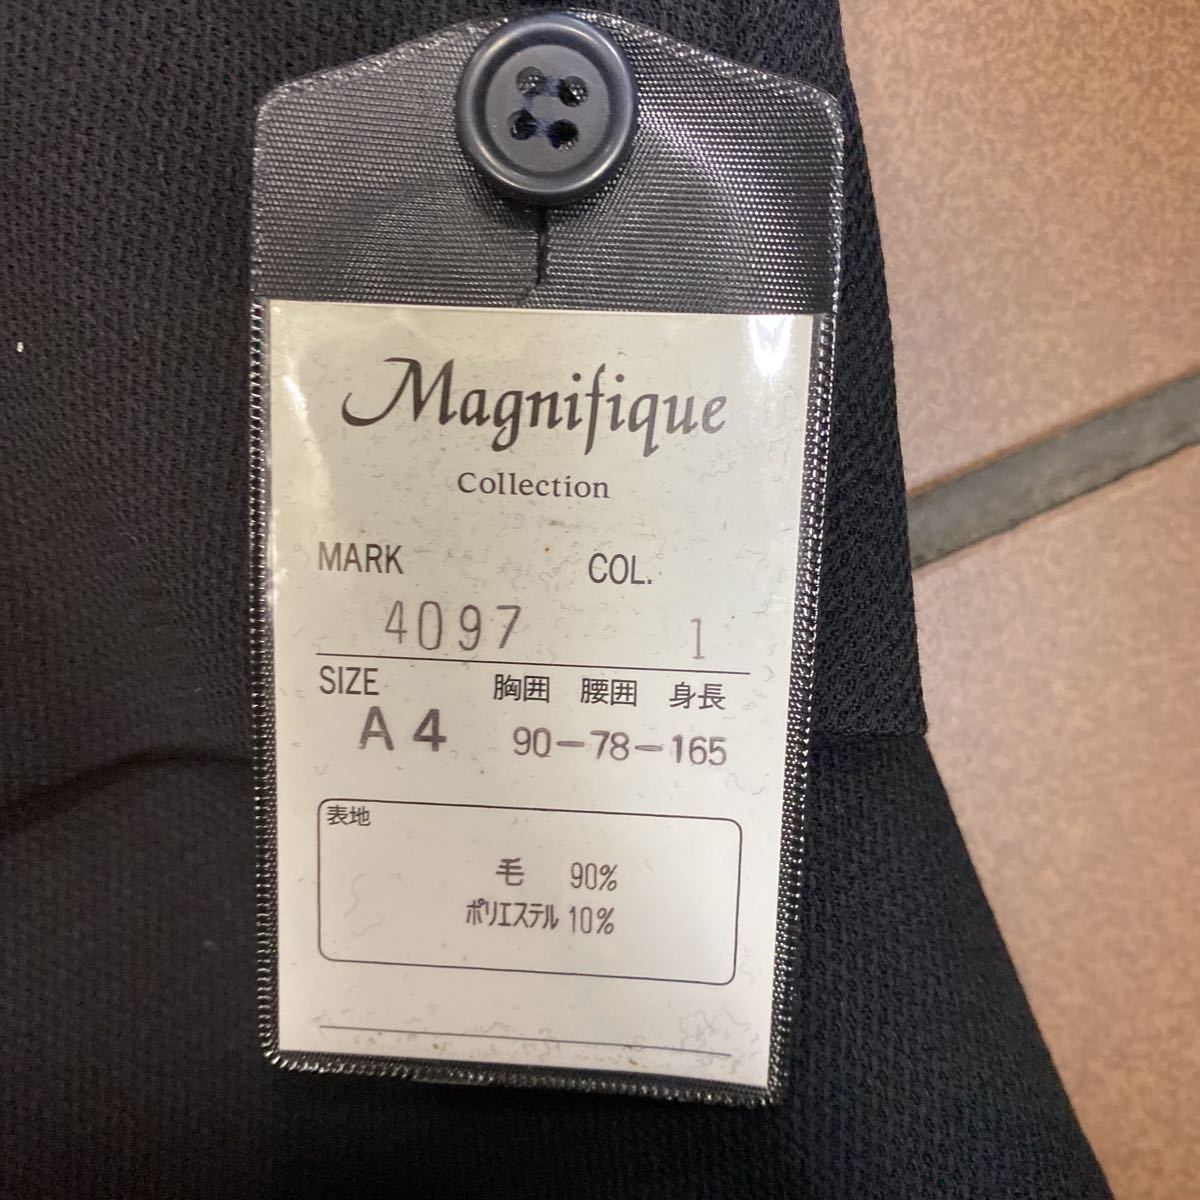 Magnifique
Collection
MARK COL.
4097 1
SIZE 胸囲 腰囲 身長
A4 90-78-165
表地
毛 90%
ポリエステル 10%